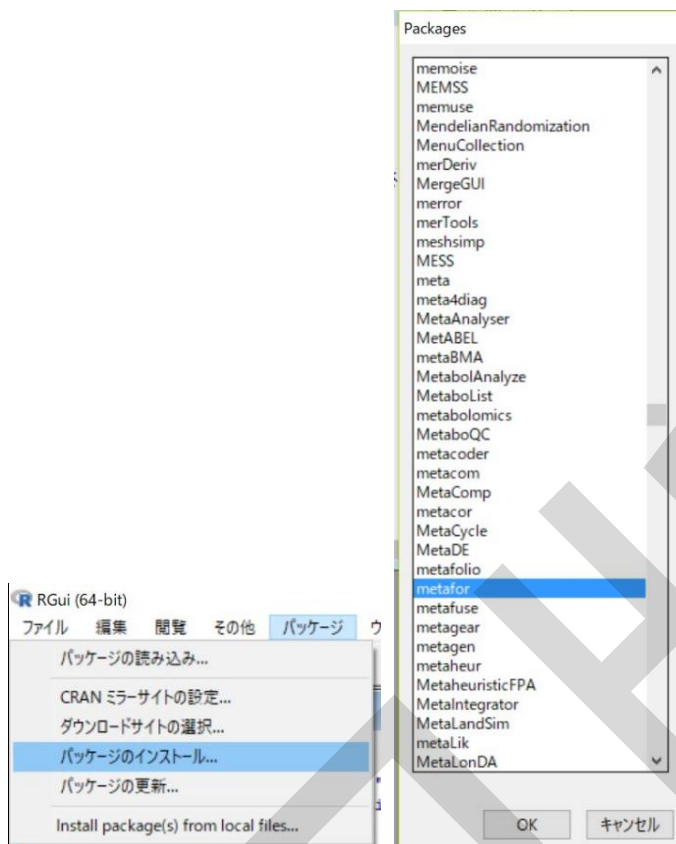 Packages
memoise
MEMSS
memuse
MendelianRandomization
MenuCollection
merDeriv
MergeGUI
merror
merTools
meshsimp
MESS
meta
meta4diag
MetaAnalyser
MetABEL
metaBMA
MetabolAnalyze
MetaboList
metabolomics
MetaboQC
metacoder
metacom
MetaComp
metacor
MetaCycle
MetaDE
metafolio
metafor
metafuse
metagear
metagen
metaheur
MetaheuristicFPA
MetaIntegrator
MetaLandSim
metaLik
MetaLonDA
OK キャンセル
RGui (64-bit)
ファイル 編集 閲覧 その他 パッケージ ウ
パッケージの読み込み...
CRAN ミラーサイトの設定...
ダウンロードサイトの選択...
パッケージのインストール...
パッケージの更新...
Install package(s) from local files...